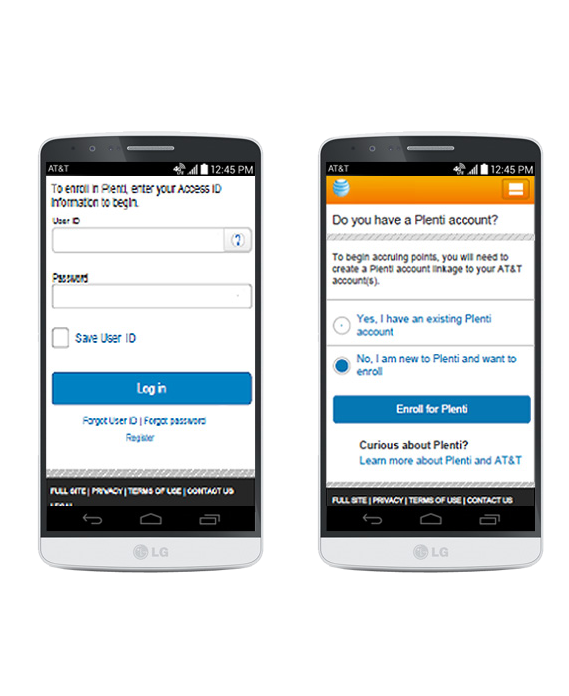 AT&T 12:45 PM
To enroll in Plenti, enter your Access ID
information to begin.
User ID
?
Password
Save User ID
Log in
Forgot User ID | Forgot password
Register
FULL SITE | PRIVACY | TERMS OF USE | CONTACT US
LEGAL
LG
AT&T 12:45 PM
Do you have a Plenti account?
To begin accruing points, you will need to
create a Plenti account linkage to your AT&T
account(s).
Yes, I have an existing Plenti
account
No, I am new to Plenti and want to
enroll
Enroll for Plenti
Curious about Plenti?
Learn more about Plenti and AT&T
FULL SITE | PRIVACY | TERMS OF USE | CONTACT US
LG